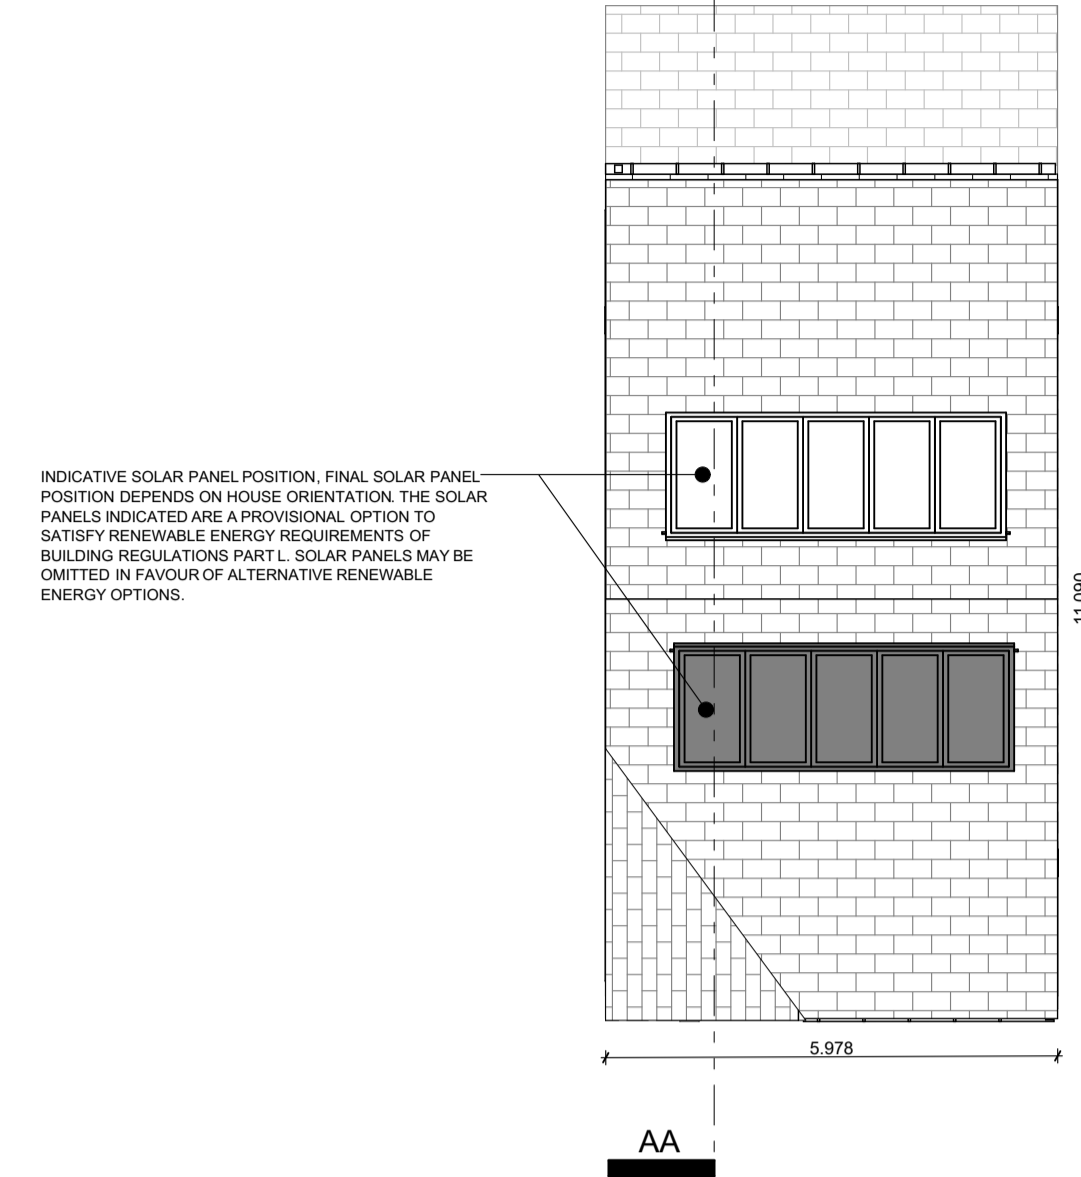 INDICATIVE SOLAR PANEL POSITION, FINAL SOLAR PANEL
POSITION DEPENDS ON HOUSE ORIENTATION. THE SOLAR
PANELS INDICATED ARE A PROVISIONAL OPTION TO
SATISFY RENEWABLE ENERGY REQUIREMENTS OF
BUILDING REGULATIONS PART L. SOLAR PANELS MAY BE
OMITTED IN FAVOUR OF ALTERNATIVE RENEWABLE
ENERGY OPTIONS.
11.090
5.978
AA